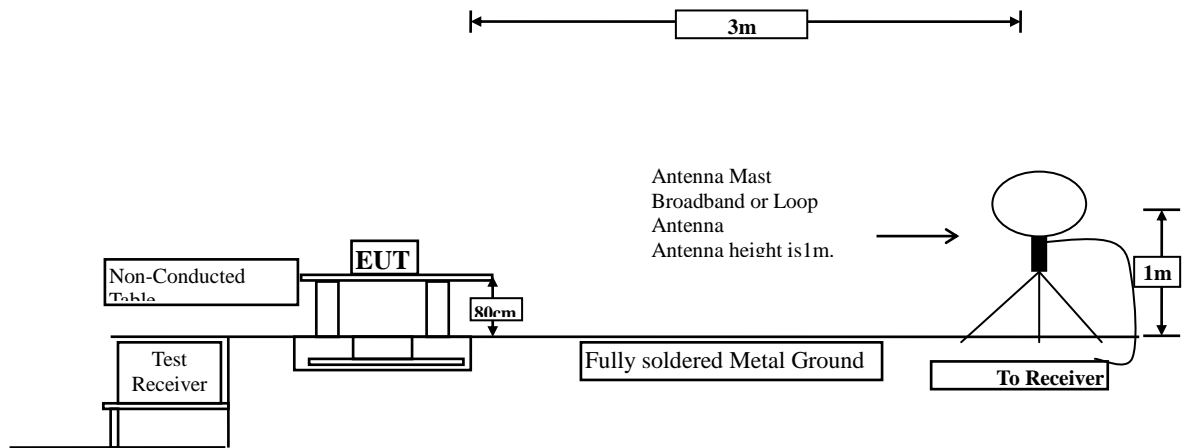 3m
Antenna Mast
Broadband or Loop
Antenna
Antenna height is1m.
EUT
Non-Conducted
Table
80cm
1m
Test
Receiver
Fully soldered Metal Ground
To Receiver